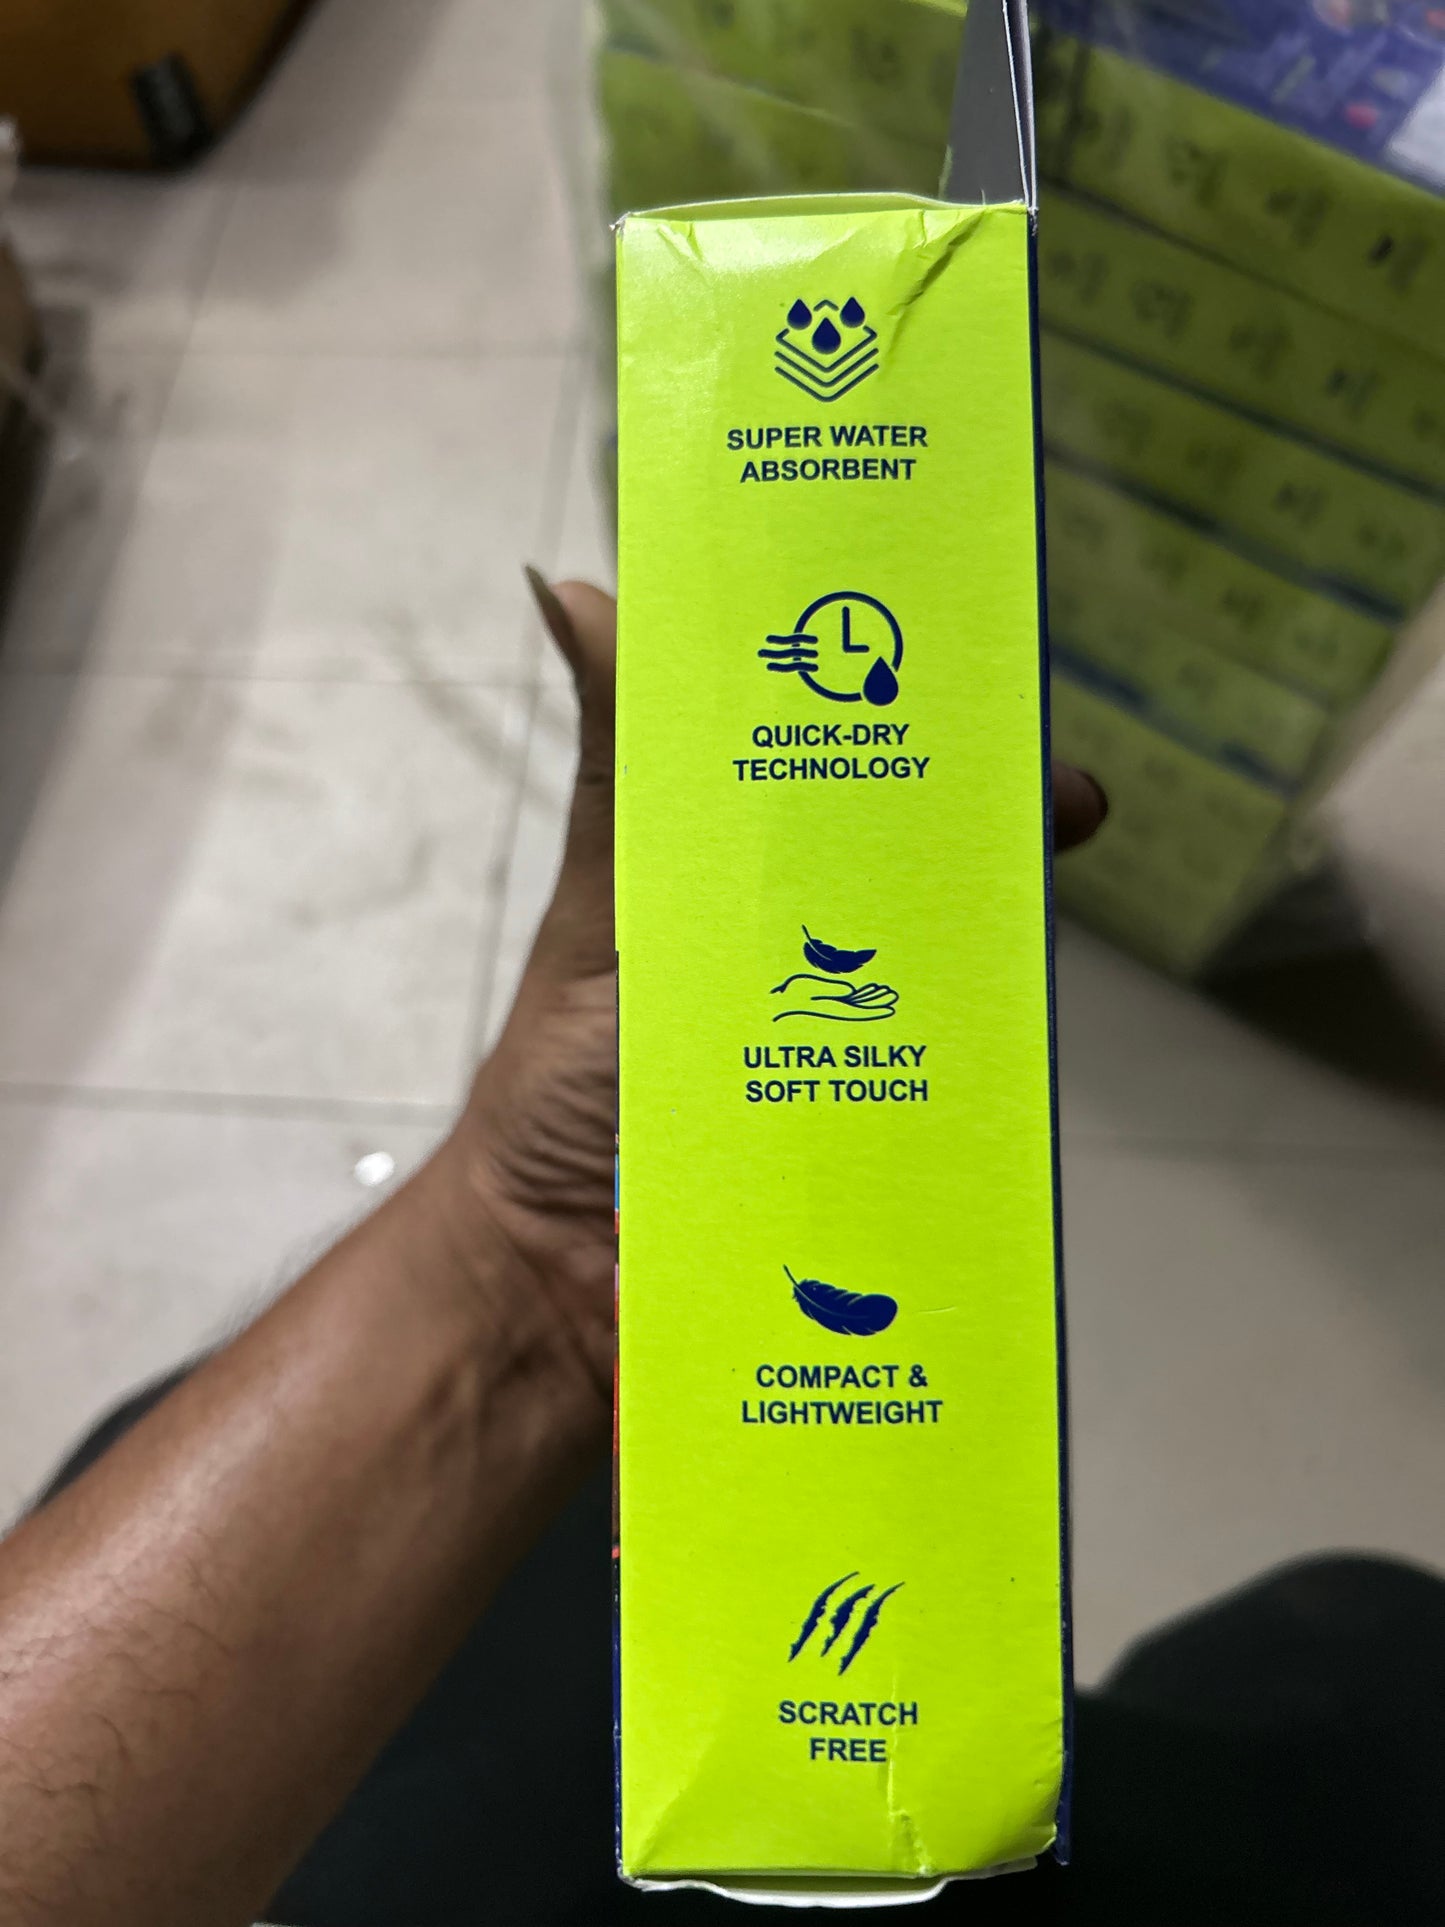 SUPER WATER
ABSORBENT
QUICK-DRY
TECHNOLOGY
ULTRA SILKY
SOFT TOUCH
COMPACT &
LIGHTWEIGHT
SCRATCH
FREE